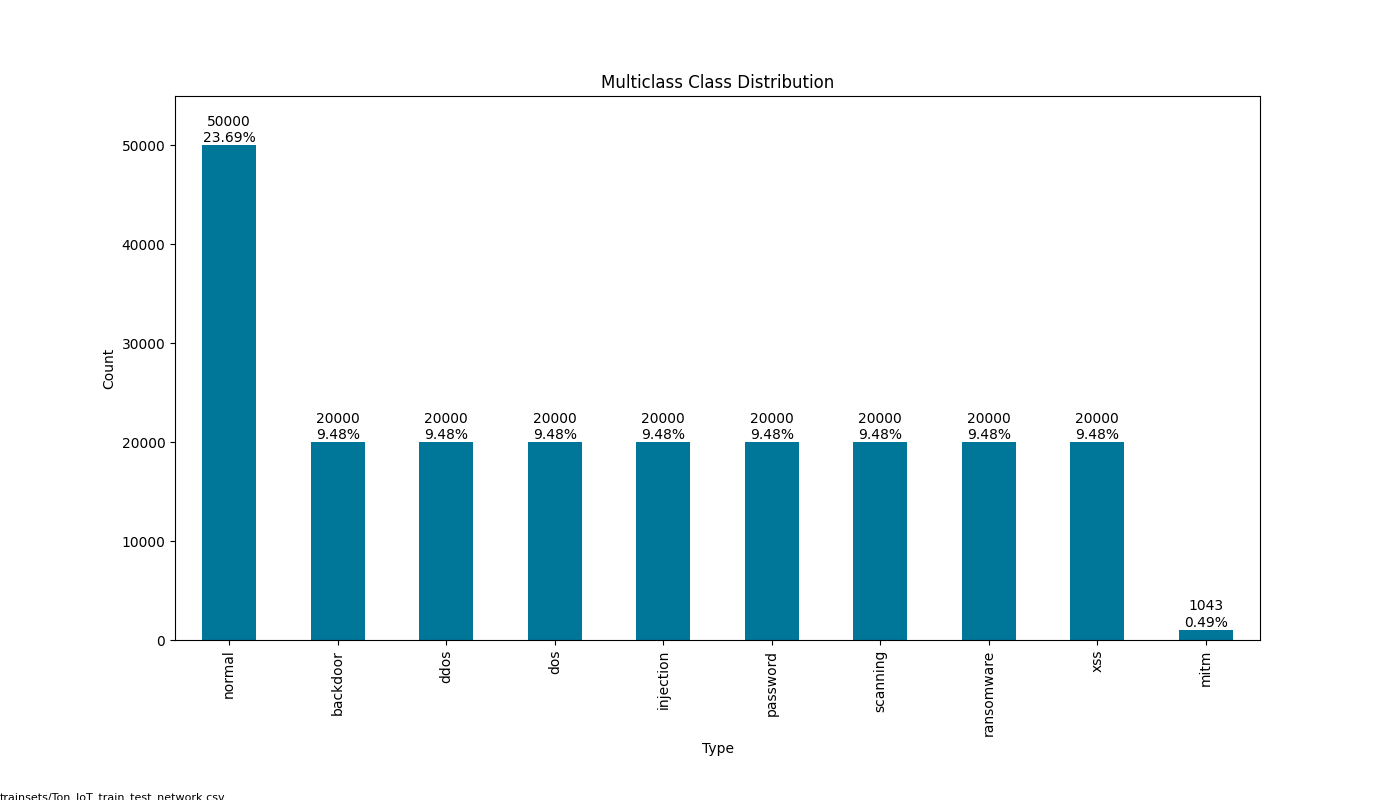 Multiclass Class Distribution
50000
23.69%
20000
9.48%
20000
9.48%
20000
9.48%
20000
9.48%
20000
9.48%
20000
9.48%
20000
9.48%
20000
9.48%
1043
0.49%
50000
40000
30000
20000
10000
0
Count
normal
backdoor
ddos
dos
injection
password
scanning
ransomware
xss
mitm
Type
trainsets/Ton_IoT_train_test_network.csv